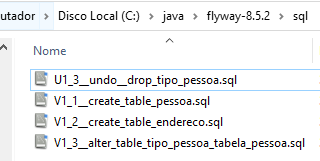 utador > Disco Local (C:) > java > flyway-8.5.2 > sql
Nome
U1_3__undo__drop_tipo_pessoa.sql
V1_1__create_table_pessoa.sql
V1_2__create_table_endereco.sql
V1_3__alter_table_tipo_pessoa_tabela_pessoa.sql